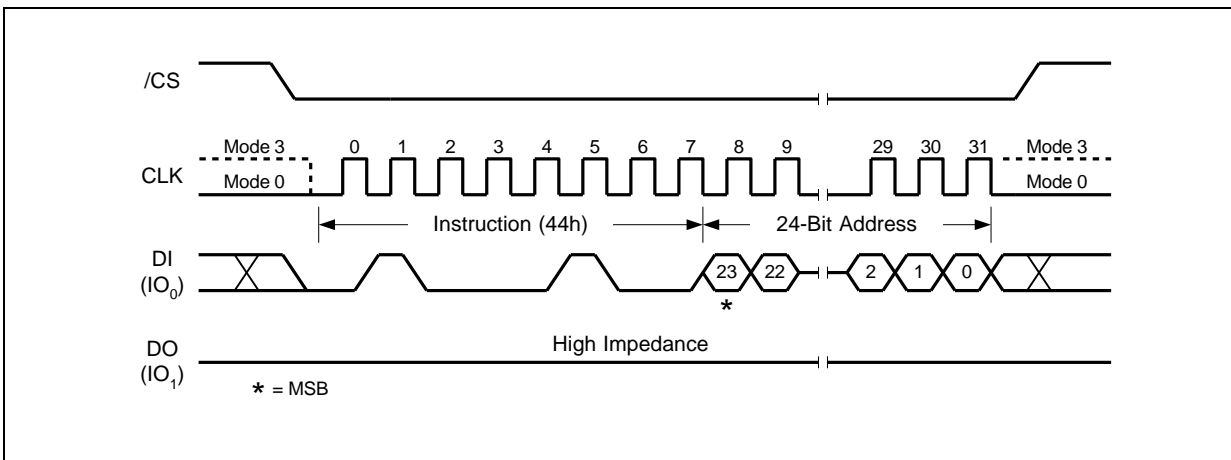 /CS
Mode 3 0 1 2 3 4 5 6 7 8 9 29 30 31 Mode 3
CLK Mode 0 Mode 0
Instruction (44h) 24-Bit Address
DI
(IO₀) 23 22 2 1 0
*
High Impedance
DO
(IO₁)
* = MSB